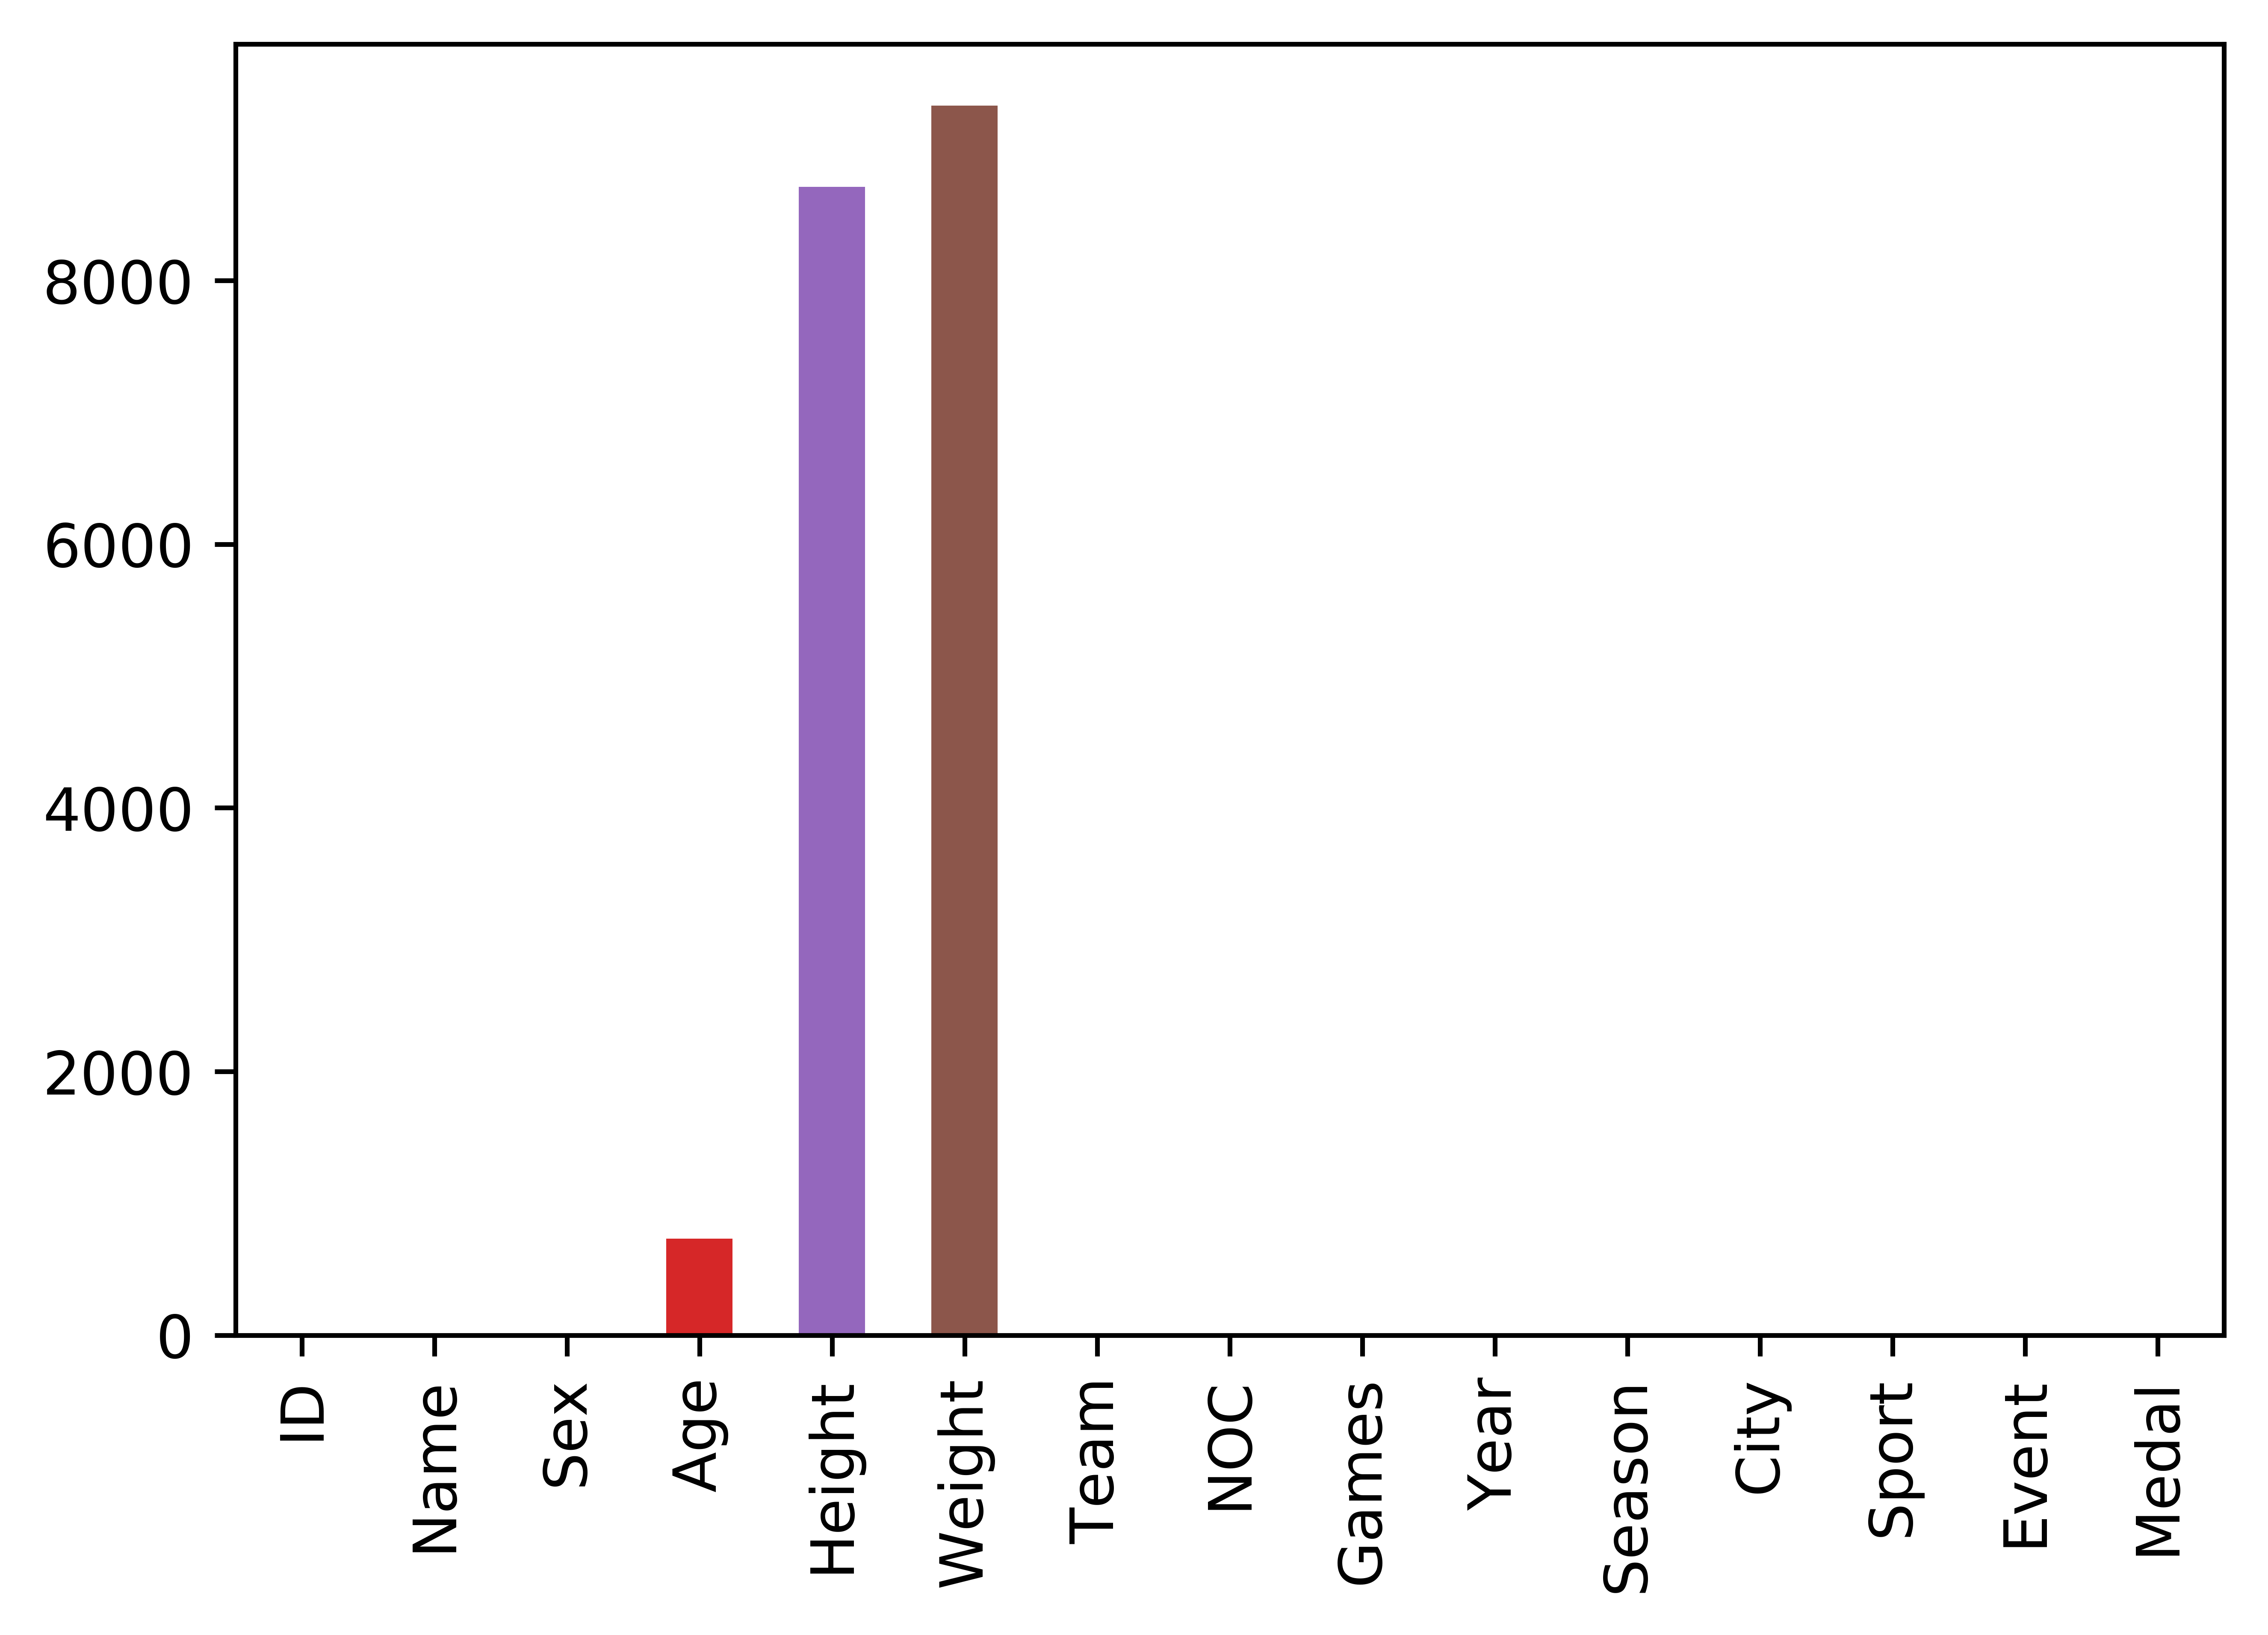 8000
6000
4000
2000
0
ID
Name
Sex
Age
Height
Weight
Team
NOC
Games
Year
Season
City
Sport
Event
Medal